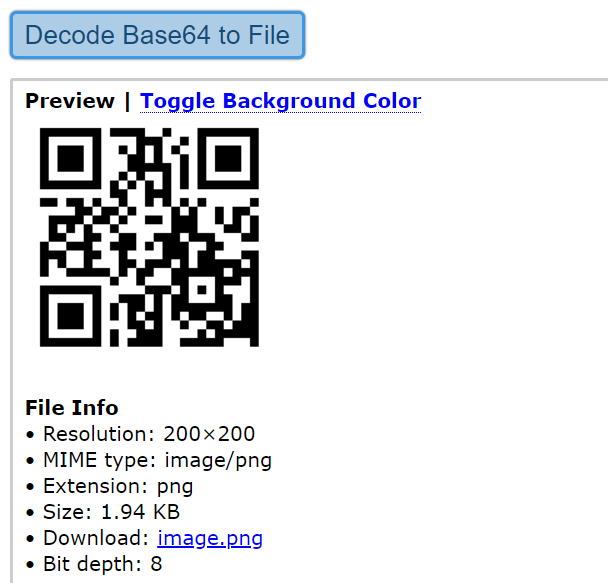 Decode Base64 to File
Preview | Toggle Background Color
File Info
• Resolution: 200×200
• MIME type: image/png
• Extension: png
• Size: 1.94 KB
• Download: image.png
• Bit depth: 8